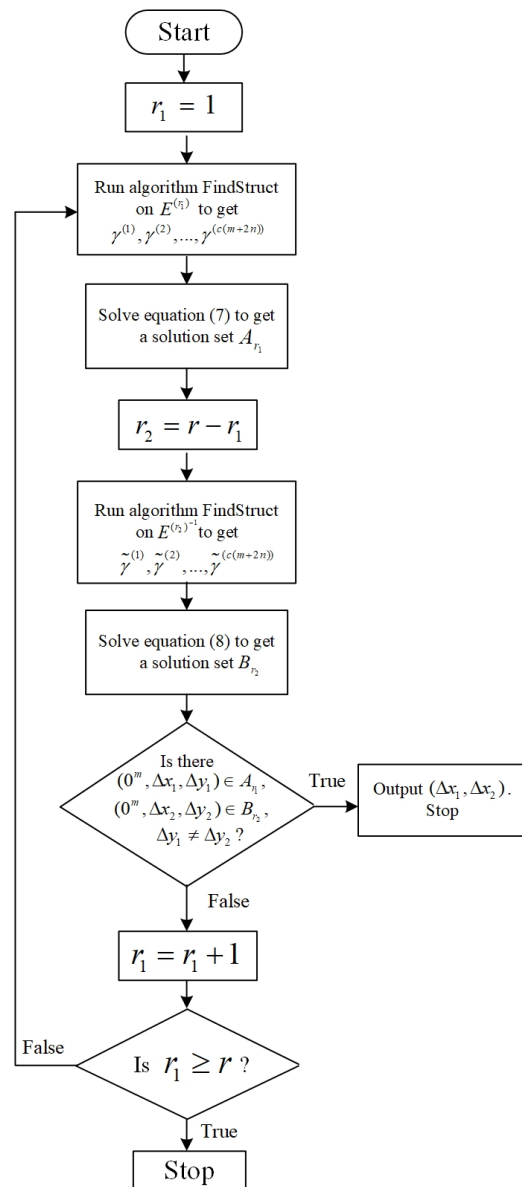 Start
r₁ = 1
Run algorithm FindStruct
on E^(r₁) to get
γ^(1), γ^(2), ..., γ^(c(m+2n))
Solve equation (7) to get
a solution set A_r₁
r₂ = r − r₁
Run algorithm FindStruct
on E^(r₂)^−1 to get
γ̃^(1), γ̃^(2), ..., γ̃^(c(m+2n))
Solve equation (8) to get
a solution set B_r₂
Is there
(0^m, Δx₁, Δy₁) ∈ A_r₁,
(0^m, Δx₂, Δy₂) ∈ B_r₂,
Δy₁ ≠ Δy₂ ?
True
Output (Δx₁, Δx₂).
Stop
False
r₁ = r₁ + 1
False
Is r₁ ≥ r ?
True
Stop